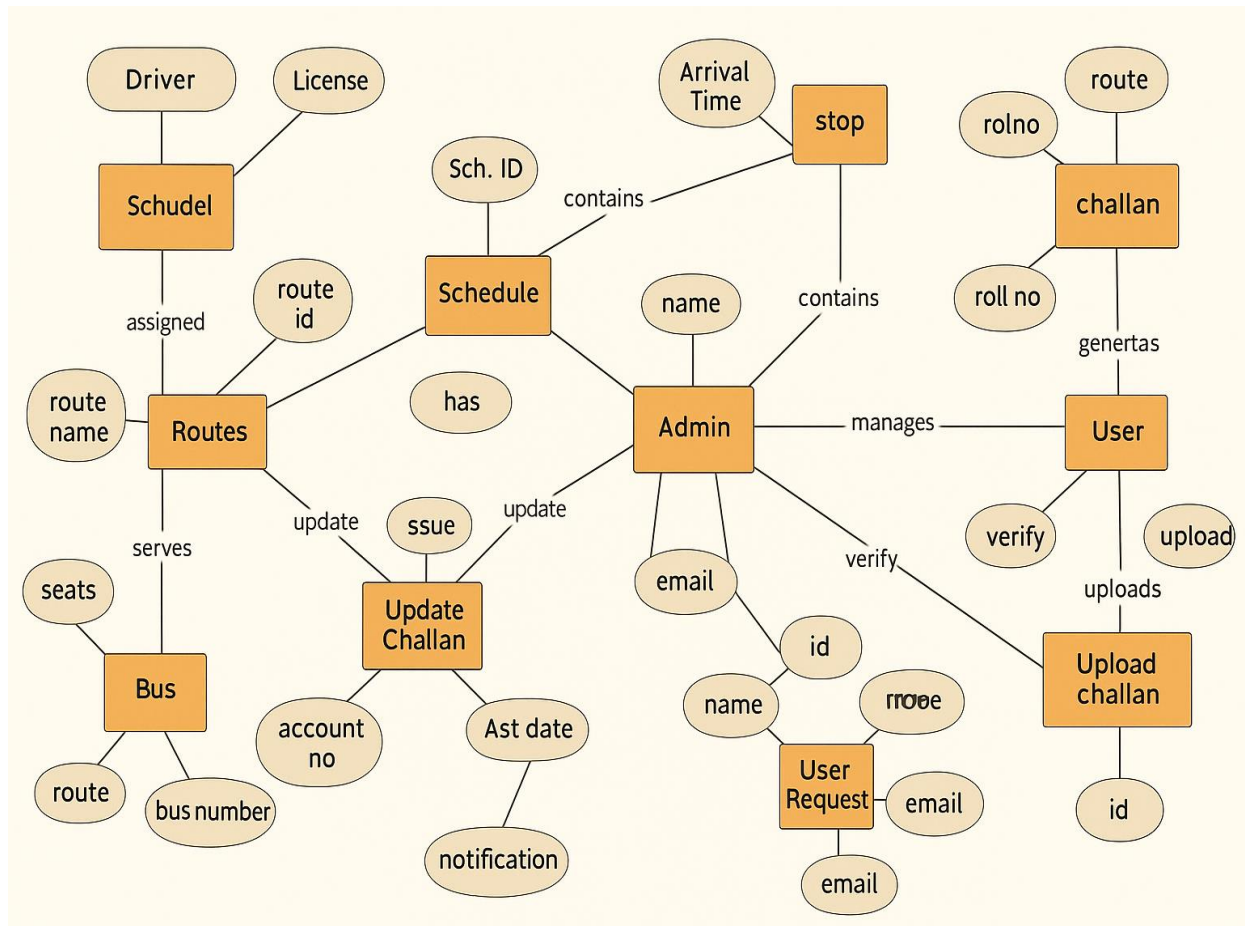 Driver
License
Arrival
Time
stop
route
rolno
Sch. ID
contains
Schudel
challan
route
id
Schedule
name
contains
roll no
assigned
genertas
route
name
Routes
has
Admin
manages
User
ssue
update
update
verify
upload
serves
verify
email
seats
Update
Challan
uploads
id
Bus
Upload
challan
name
account
no
Ast date
User
Request
route
bus number
email
id
notification
email